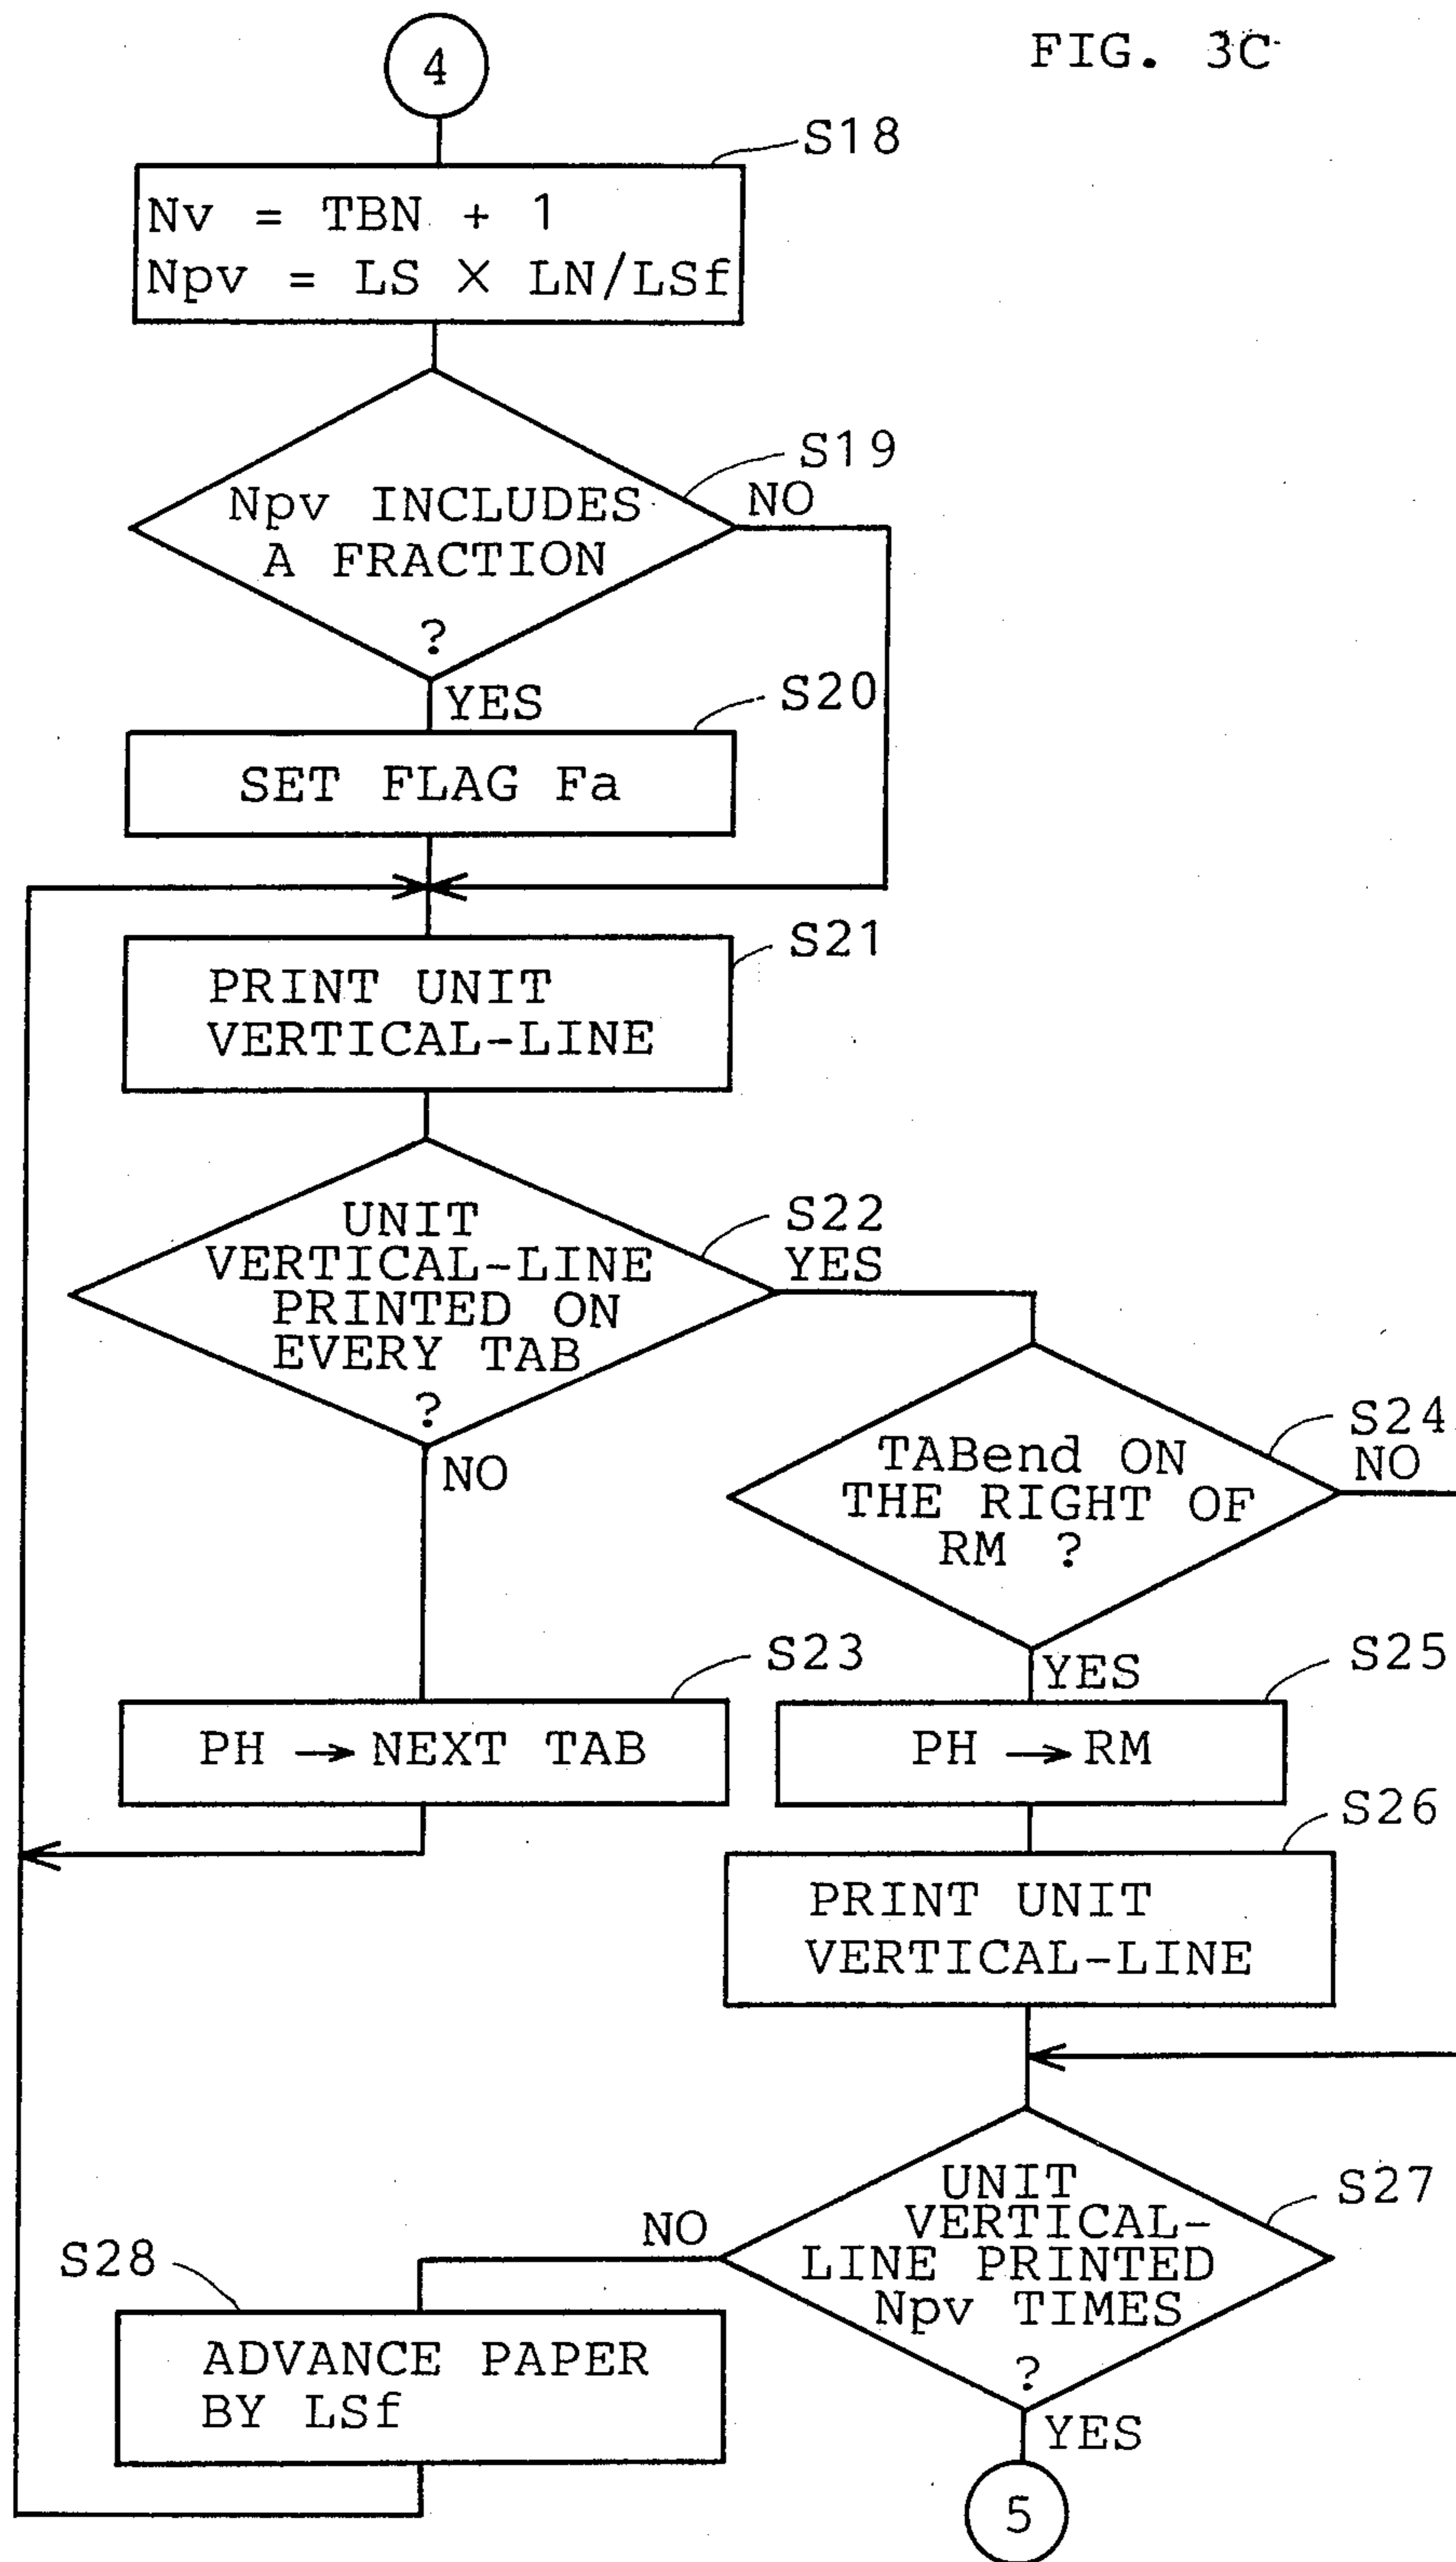 FIG. 3C
4
S18
Nv = TBN + 1
Npv = LS × LN/LSf
S19
Npv INCLUDES
A FRACTION
?
NO
YES
S20
SET FLAG Fa
S21
PRINT UNIT
VERTICAL-LINE
S22
UNIT
VERTICAL-LINE
PRINTED ON
EVERY TAB
?
YES
NO
S24
TABend ON
THE RIGHT OF
RM ?
NO
YES
S23
PH → NEXT TAB
S25
PH → RM
S26
PRINT UNIT
VERTICAL-LINE
S27
UNIT
VERTICAL-
LINE PRINTED
Npv TIMES
?
NO
YES
S28
ADVANCE PAPER
BY LSf
5